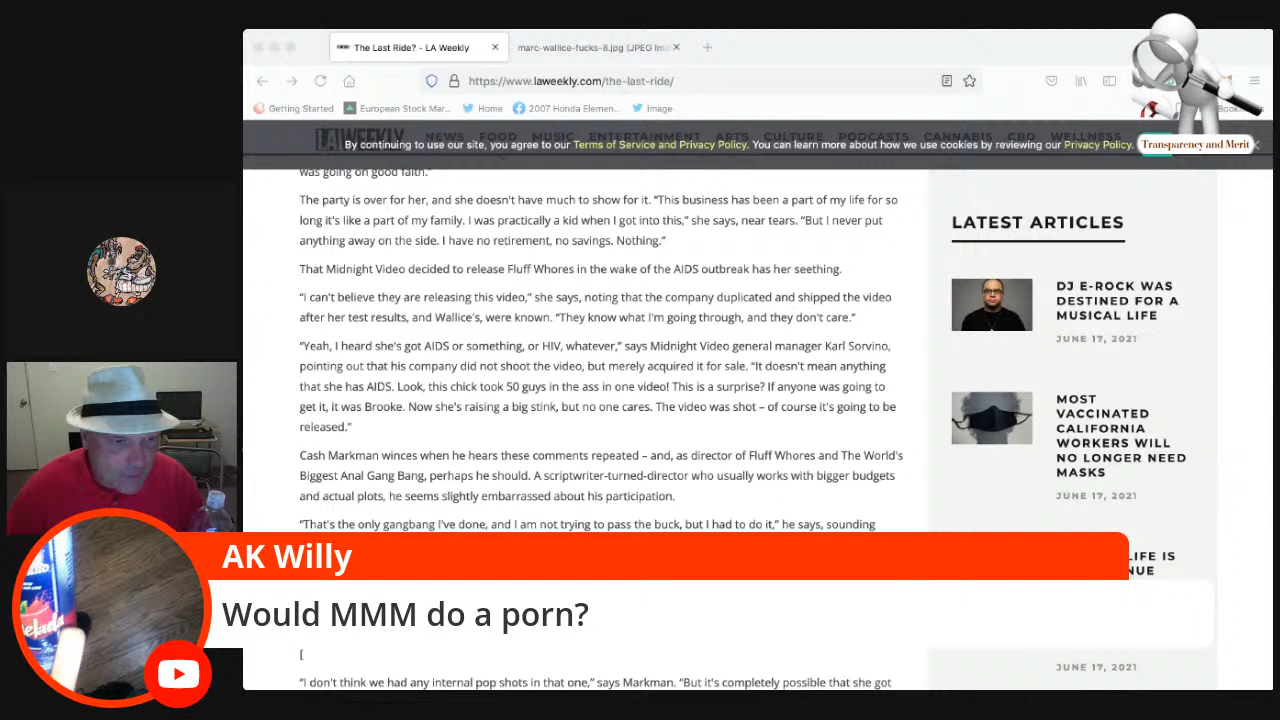 The Last Ride? - LA Weekly
marc-wallice-fucks-8.jpg (JPEG Im
https://www.laweekly.com/the-last-ride/
Getting Started
European Stock Mar...
Home
2007 Honda Elemen...
Image
LA WEEKLY NEWS FOOD MUSIC ENTERTAINMENT ARTS CULTURE PODCASTS CANNABIS CBD WELLNESS
By continuing to use our site, you agree to our Terms of Service and Privacy Policy. You can learn more about how we use cookies by reviewing our Privacy Policy.
Transparency and Merit
was going on good faith."
The party is over for her, and she doesn't have much to show for it. "This business has been a part of my life for so
long it's like a part of my family. I was practically a kid when I got into this," she says, near tears. "But I never put
anything away on the side. I have no retirement, no savings. Nothing."
That Midnight Video decided to release Fluff Whores in the wake of the AIDS outbreak has her seething.
"I can't believe they are releasing this video," she says, noting that the company duplicated and shipped the video
after her test results, and Wallice's, were known. "They know what I'm going through, and they don't care."
"Yeah, I heard she's got AIDS or something, or HIV, whatever," says Midnight Video general manager Karl Sorvino,
pointing out that his company did not shoot the video, but merely acquired it for sale. "It doesn't mean anything
that she has AIDS. Look, this chick took 50 guys in the ass in one video! This is a surprise? If anyone was going to
get it, it was Brooke. Now she's raising a big stink, but no one cares. The video was shot – of course it's going to be
released."
Cash Markman winces when he hears these comments repeated – and, as director of Fluff Whores and The World's
Biggest Anal Gang Bang, perhaps he should. A scriptwriter-turned-director who usually works with bigger budgets
and actual plots, he seems slightly embarrassed about his participation.
"That's the only gangbang I've done, and I am not trying to pass the buck, but I had to do it," he says, sounding
[
"I don't think we had any internal pop shots in that one," says Markman. "But it's completely possible that she got
LATEST ARTICLES
DJ E-ROCK WAS
DESTINED FOR A
MUSICAL LIFE
JUNE 17, 2021
MOST
VACCINATED
CALIFORNIA
WORKERS WILL
NO LONGER NEED
MASKS
JUNE 17, 2021
LIFE IS
NUE
JUNE 17, 2021
AK Willy
Would MMM do a porn?